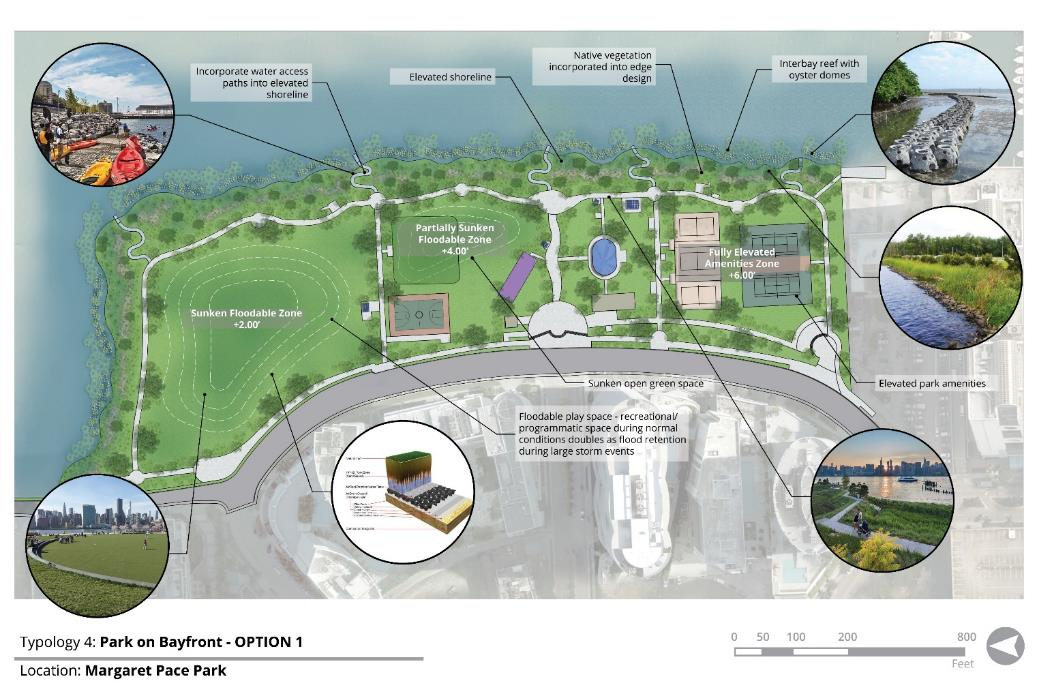 Incorporate water access
paths into elevated
shoreline
Elevated shoreline
Native vegetation
incorporated into edge
design
Interbay reef with
oyster domes
Partially Sunken
Floodable Zone
+4.00'
Fully Elevated
Amenities Zone
+6.00'
Sunken Floodable Zone
+2.00'
Sunken open green space
Elevated park amenities
Floodable play space - recreational/
programmatic space during normal
conditions doubles as flood retention
during large storm events
Typology 4: Park on Bayfront - OPTION 1
Location: Margaret Pace Park
0 50 100 200 800
Feet